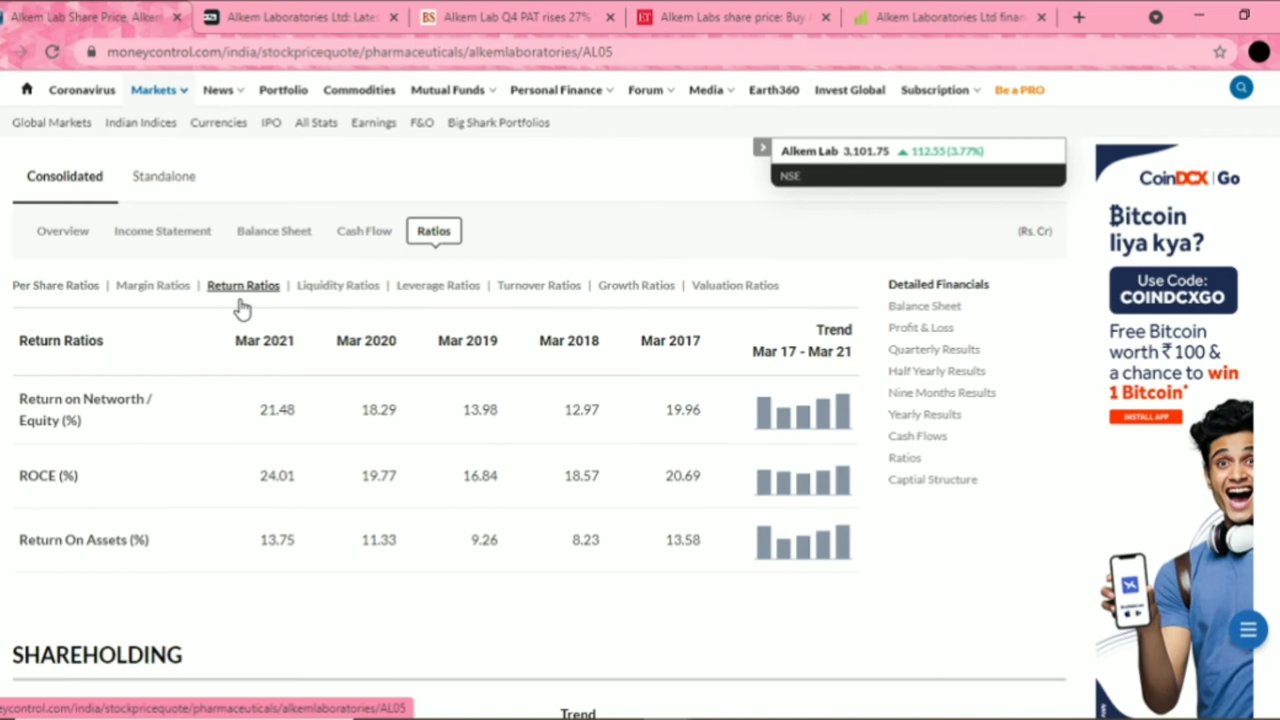 Alkem Lab Share Price, Alkem
Alkem Laboratories Ltd: Late
BS Alkem Lab Q4 PAT rises 27%
ET Alkem Labs share price: Buy
Alkem Laboratories Ltd finan
moneycontrol.com/india/stockpricequote/pharmaceuticals/alkemlaboratories/AL05
Coronavirus Markets News Portfolio Commodities Mutual Funds Personal Finance Forum Media Earth360 Invest Global Subscription Be a PRO
Global Markets Indian Indices Currencies IPO All Stats Earnings F&O Big Shark Portfolios
Alkem Lab 3,101.75 ▲ 112.55 (3.77%)
NSE
Consolidated Standalone
Overview Income Statement Balance Sheet Cash Flow Ratios (Rs. Cr)
Per Share Ratios | Margin Ratios | Return Ratios | Liquidity Ratios | Leverage Ratios | Turnover Ratios | Growth Ratios | Valuation Ratios
Return Ratios Mar 2021 Mar 2020 Mar 2019 Mar 2018 Mar 2017 Trend
Mar 17 - Mar 21
Return on Networth /
Equity (%) 21.48 18.29 13.98 12.97 19.96
ROCE (%) 24.01 19.77 16.84 18.57 20.69
Return On Assets (%) 13.75 11.33 9.26 8.23 13.58
Detailed Financials
Balance Sheet
Profit & Loss
Quarterly Results
Half Yearly Results
Nine Months Results
Yearly Results
Cash Flows
Ratios
Captial Structure
CoinDCX | Go
₿itcoin
liya kya?
Use Code:
COINDCXGO
Free Bitcoin
worth ₹100 &
a chance to win
1 Bitcoin*
INSTALL APP
SHAREHOLDING
Trend
eycontrol.com/india/stockpricequote/pharmaceuticals/alkemlaboratories/AL05